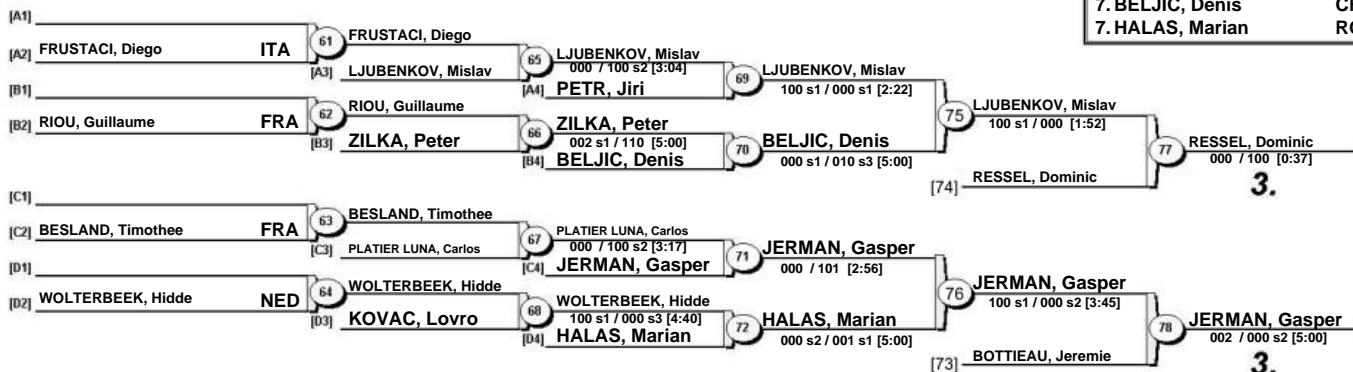 7. BELJIC, Denis
7. HALAS, Marian
[A1]
[A2] FRUSTACI, Diego ITA
61
FRUSTACI, Diego
[A3] LJUBENKOV, Mislav
65
LJUBENKOV, Mislav
000 / 100 s2 [3:04]
[A4] PETR, Jiri
69
LJUBENKOV, Mislav
100 s1 / 000 s1 [2:22]
[B1]
[B2] RIOU, Guillaume FRA
62
RIOU, Guillaume
[B3] ZILKA, Peter
66
ZILKA, Peter
002 s1 / 110 [5:00]
[B4] BELJIC, Denis
70
BELJIC, Denis
000 s1 / 010 s3 [5:00]
75
LJUBENKOV, Mislav
100 s1 / 000 [1:52]
[74] RESSEL, Dominic
77
RESSEL, Dominic
000 / 100 [0:37]
3.
[C1]
[C2] BESLAND, Timothee FRA
63
BESLAND, Timothee
[C3] PLATIER LUNA, Carlos
67
PLATIER LUNA, Carlos
000 / 100 s2 [3:17]
[C4] JERMAN, Gasper
71
JERMAN, Gasper
000 / 101 [2:56]
[D1]
[D2] WOLTERBEEK, Hidde NED
64
WOLTERBEEK, Hidde
[D3] KOVAC, Lovro
68
WOLTERBEEK, Hidde
100 s1 / 000 s3 [4:40]
[D4] HALAS, Marian
72
HALAS, Marian
000 s2 / 001 s1 [5:00]
76
JERMAN, Gasper
100 s1 / 000 s2 [3:45]
[73] BOTTIEAU, Jeremie
78
JERMAN, Gasper
002 / 000 s2 [5:00]
3.